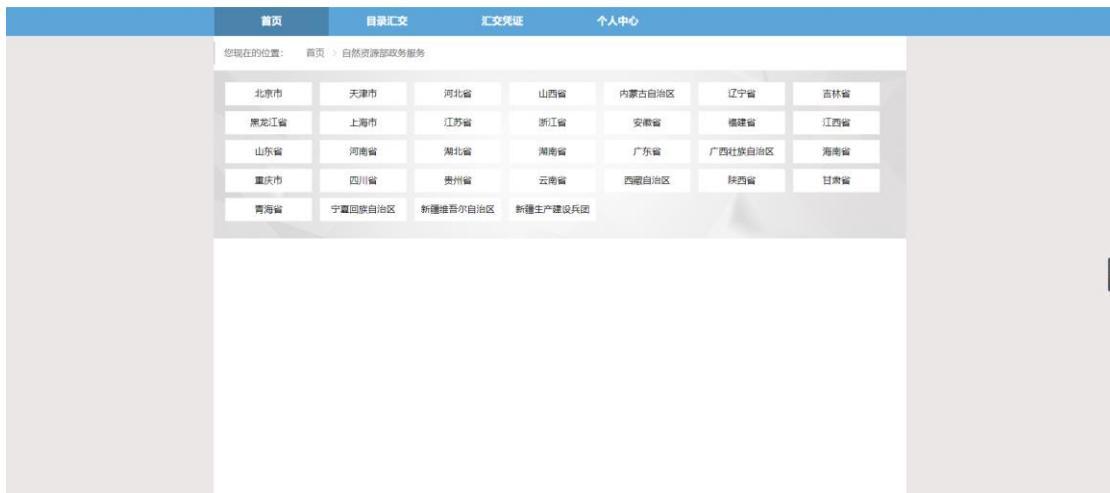 首页 目录汇交 汇交凭证 个人中心
您现在的位置： 首页 > 自然资源部政务服务
北京市 天津市 河北省 山西省 内蒙古自治区 辽宁省 吉林省
黑龙江省 上海市 江苏省 浙江省 安徽省 福建省 江西省
山东省 河南省 湖北省 湖南省 广东省 广西壮族自治区 海南省
重庆市 四川省 贵州省 云南省 西藏自治区 陕西省 甘肃省
青海省 宁夏回族自治区 新疆维吾尔自治区 新疆生产建设兵团